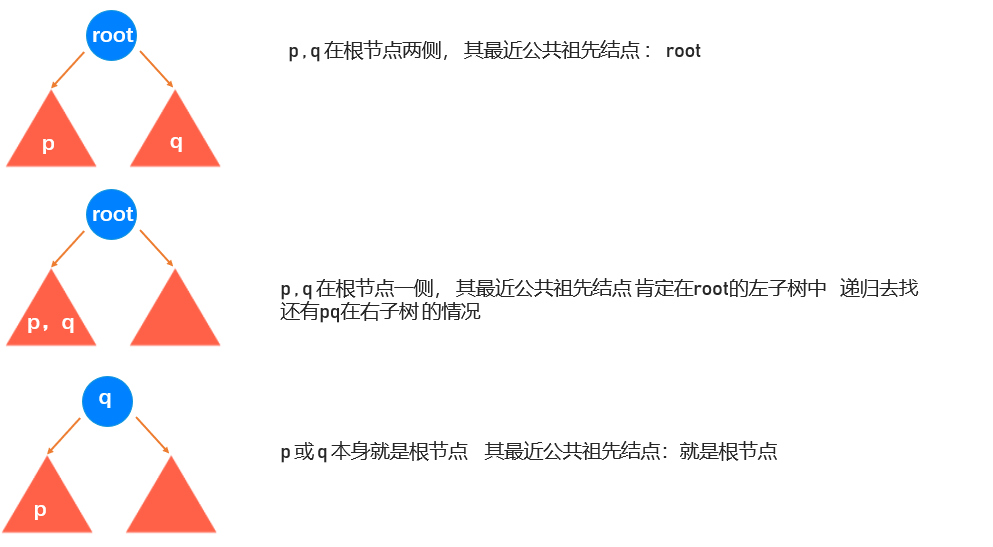 root
p,q在根节点两侧，其最近公共祖先结点： root
p
q
root
p,q在根节点一侧，其最近公共祖先结点 肯定在root的左子树中 递归去找
还有pq在右子树的情况
p，q
q
p或q本身就是根节点 其最近公共祖先结点：就是根节点
p